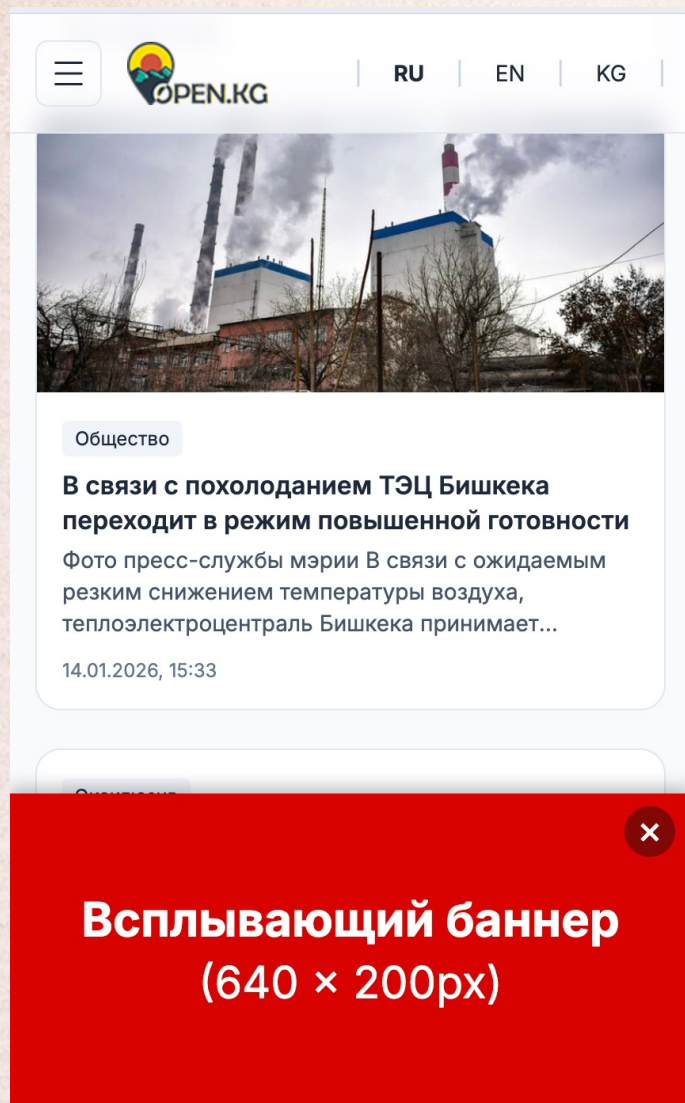 OPEN.KG
RU
EN
KG
Общество
В связи с похолоданием ТЭЦ Бишкека
переходит в режим повышенной готовности
Фото пресс-службы мэрии В связи с ожидаемым
резким снижением температуры воздуха,
теплоэлектроцентраль Бишкека принимает...
14.01.2026, 15:33
Всплывающий баннер
(640 × 200px)